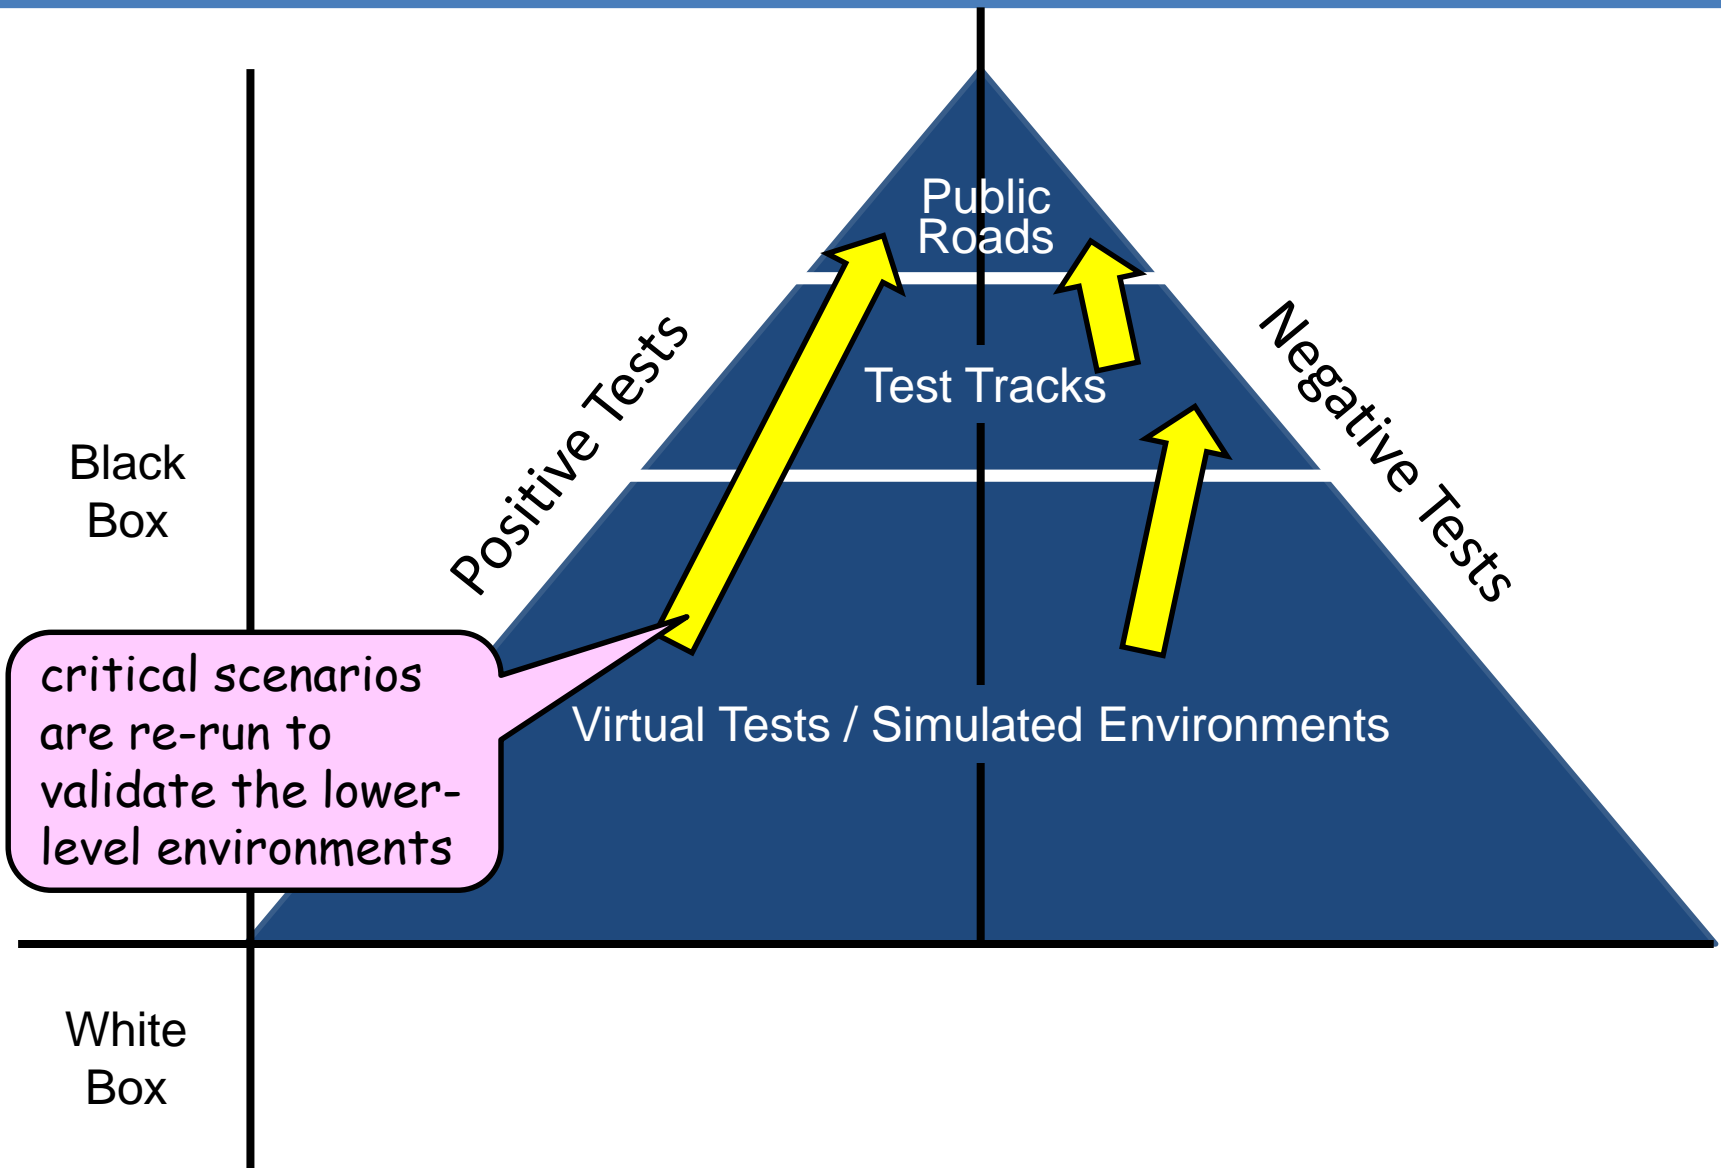 Public
Roads
Positive Tests
Negative Tests
Test Tracks
Black
Box
critical scenarios
are re-run to
validate the lower-
level environments
Virtual Tests / Simulated Environments
White
Box